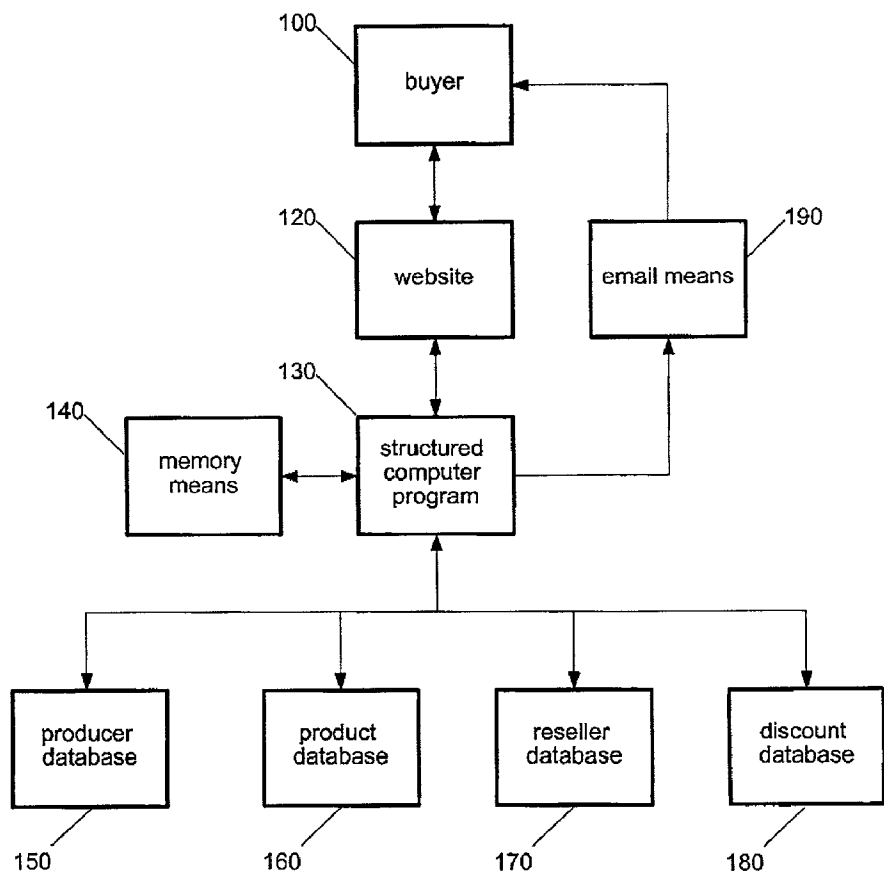 100
buyer
120
190
website
email means
130
140
structured
computer
program
memory
means
producer
database
product
database
reseller
database
discount
database
150
160
170
180